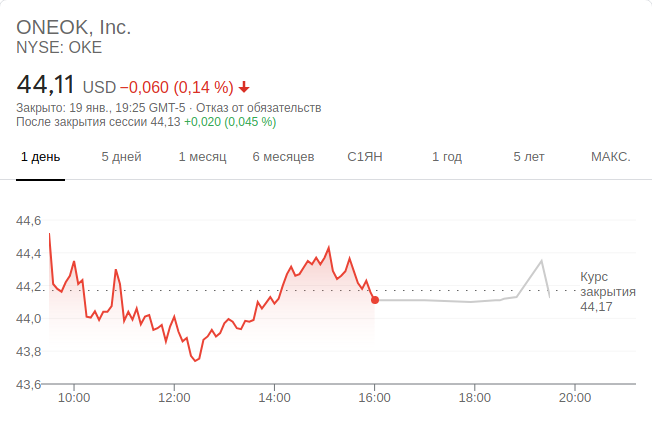 ONEOK, Inc.
NYSE: OKE
44,11 USD −0,060 (0,14 %)
Закрыто: 19 янв., 19:25 GMT-5 · Отказ от обязательств
После закрытия сессии 44,13 +0,020 (0,045 %)
1 день 5 дней 1 месяц 6 месяцев С1ЯН 1 год 5 лет МАКС.
44,6
44,4
44,2
44,0
43,8
43,6
Курс
закрытия
44,17
10:00 12:00 14:00 16:00 18:00 20:00